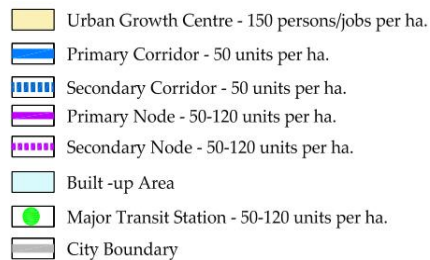 Urban Growth Centre - 150 persons/jobs per ha.
Primary Corridor - 50 units per ha.
Secondary Corridor - 50 units per ha.
Primary Node - 50-120 units per ha.
Secondary Node - 50-120 units per ha.
Built -up Area
Major Transit Station - 50-120 units per ha.
City Boundary